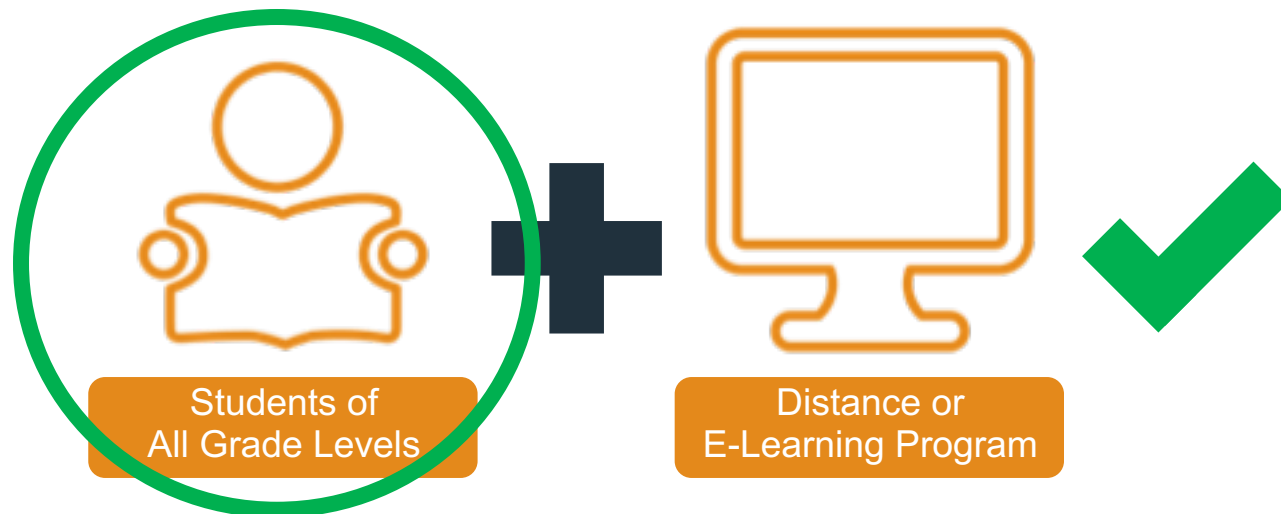 Students of
All Grade Levels
Distance or
E-Learning Program